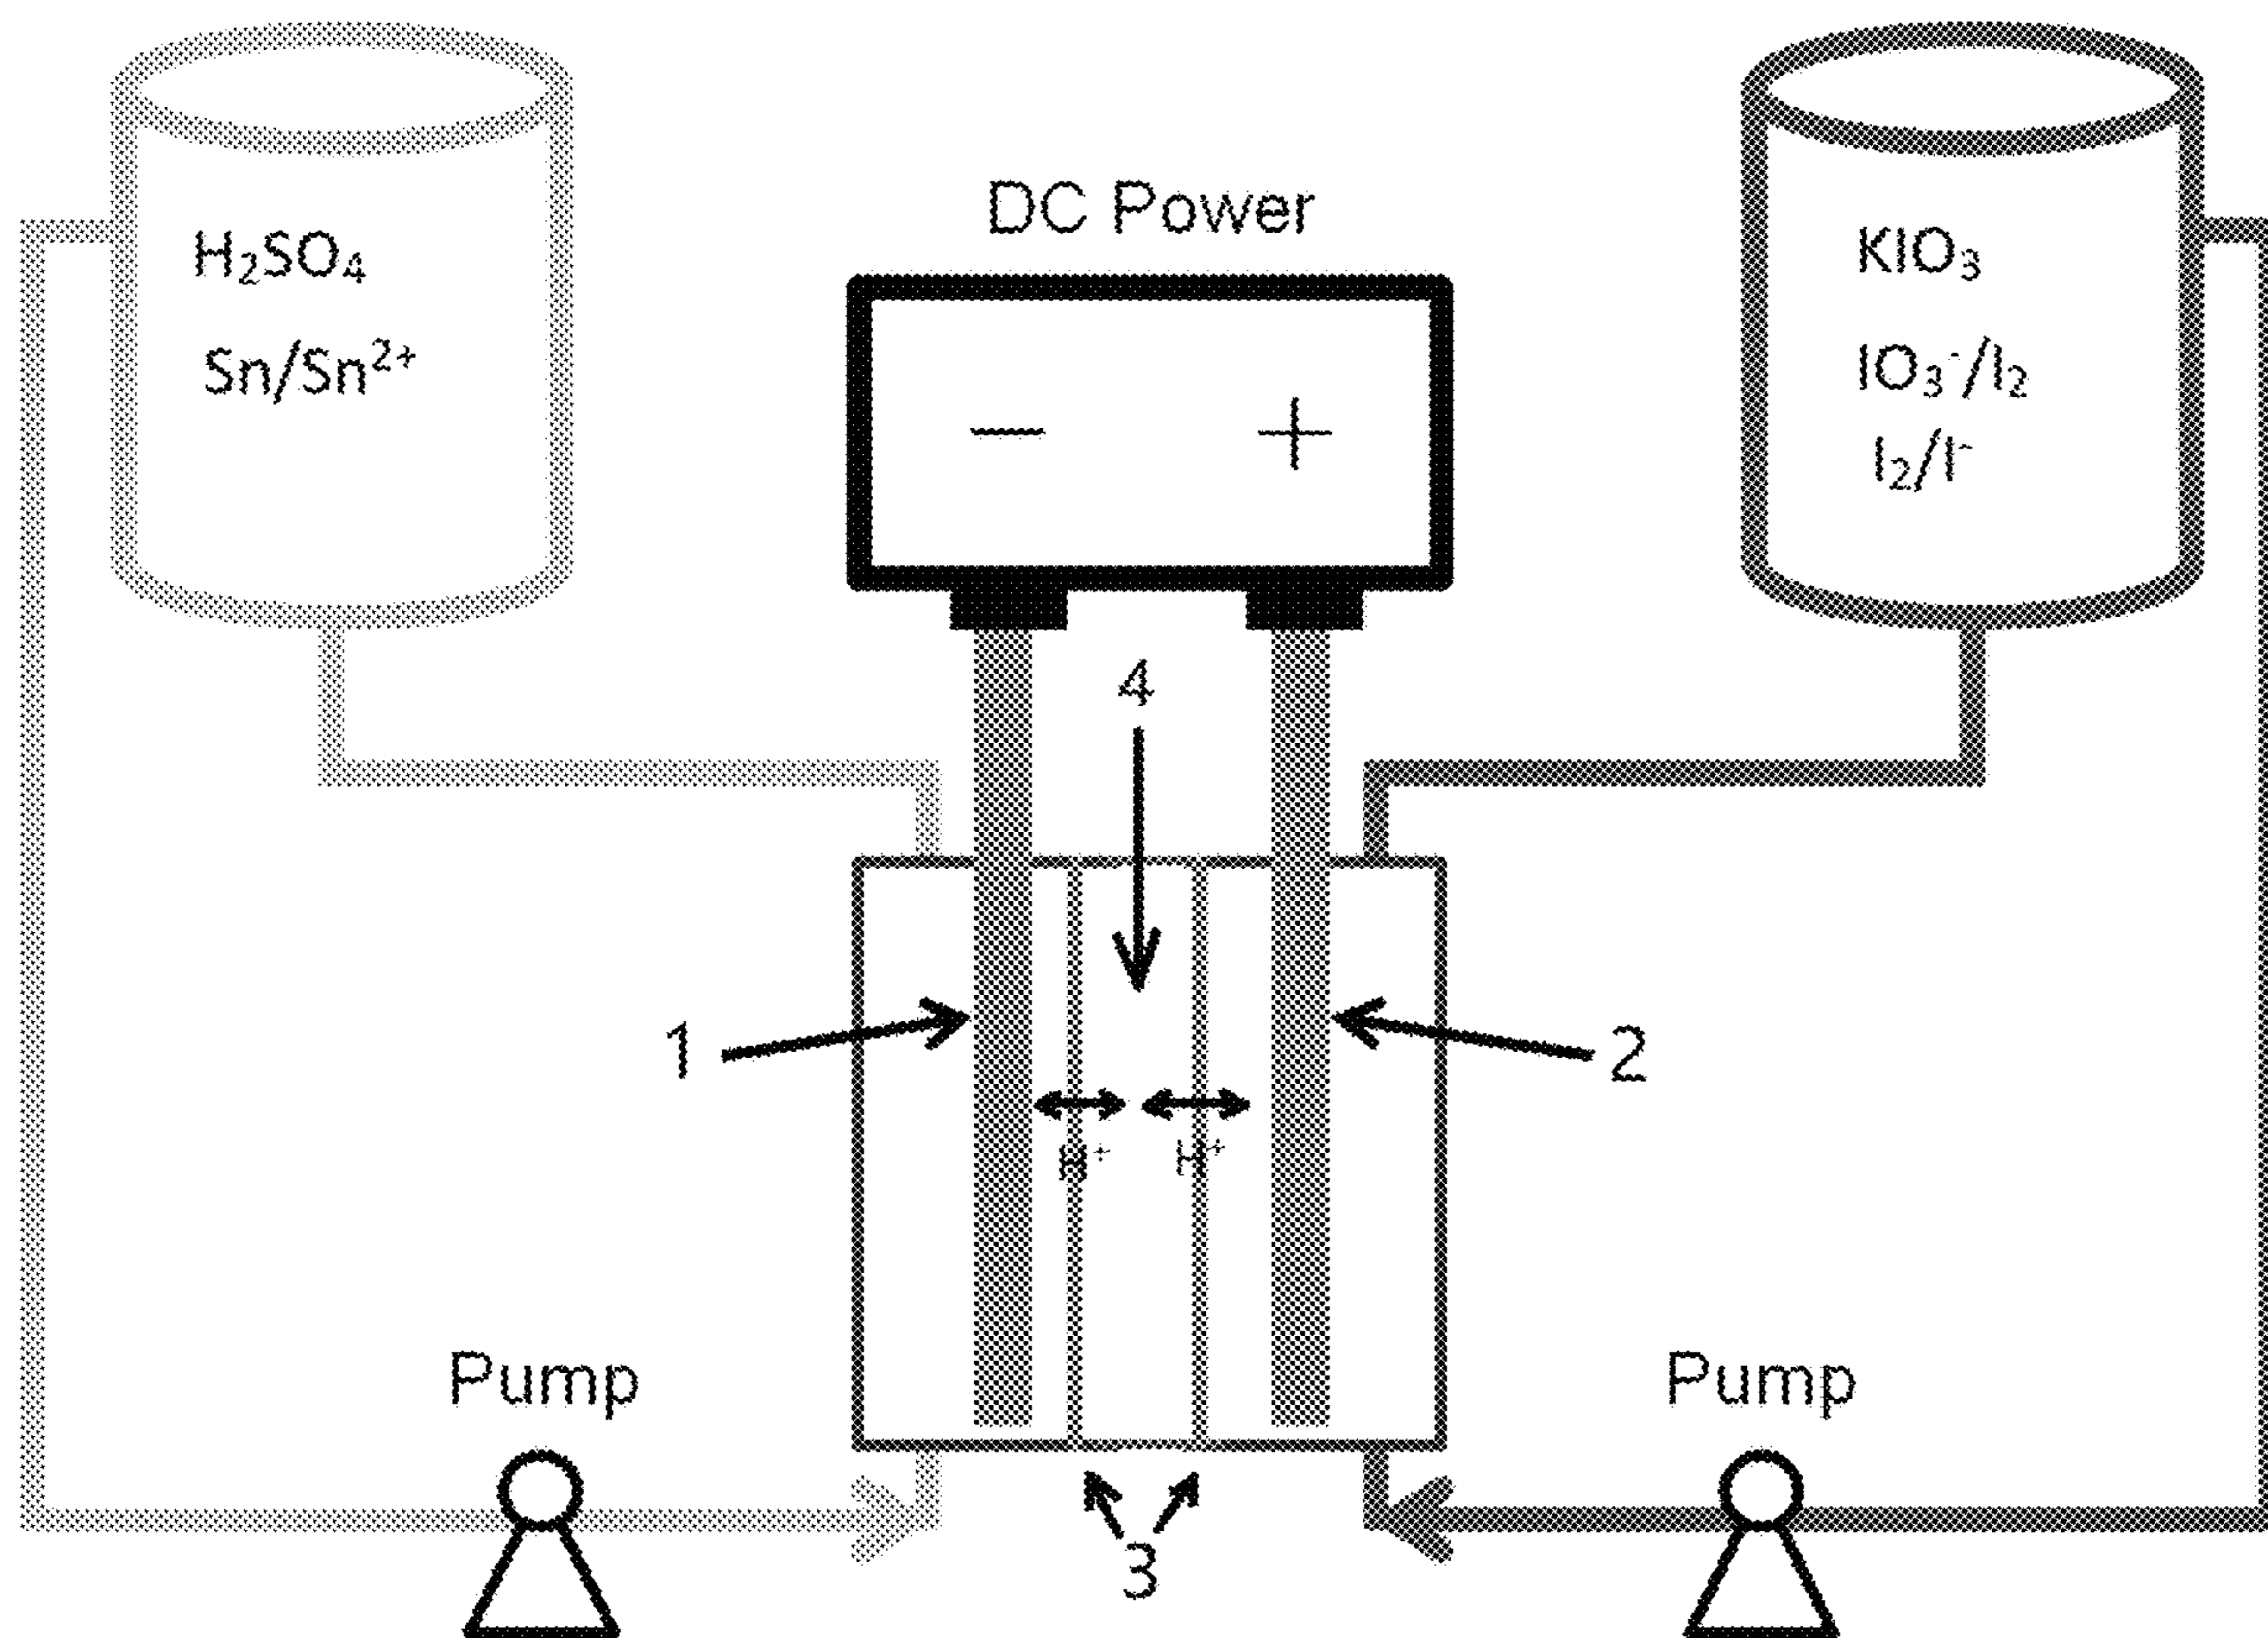 H₂SO₄
Sn/Sn²⁺
DC Power
− +
KIO₃
IO₃⁻/I₂
I₂/I⁻
4
1
2
H⁺ H⁺
Pump
Pump
3